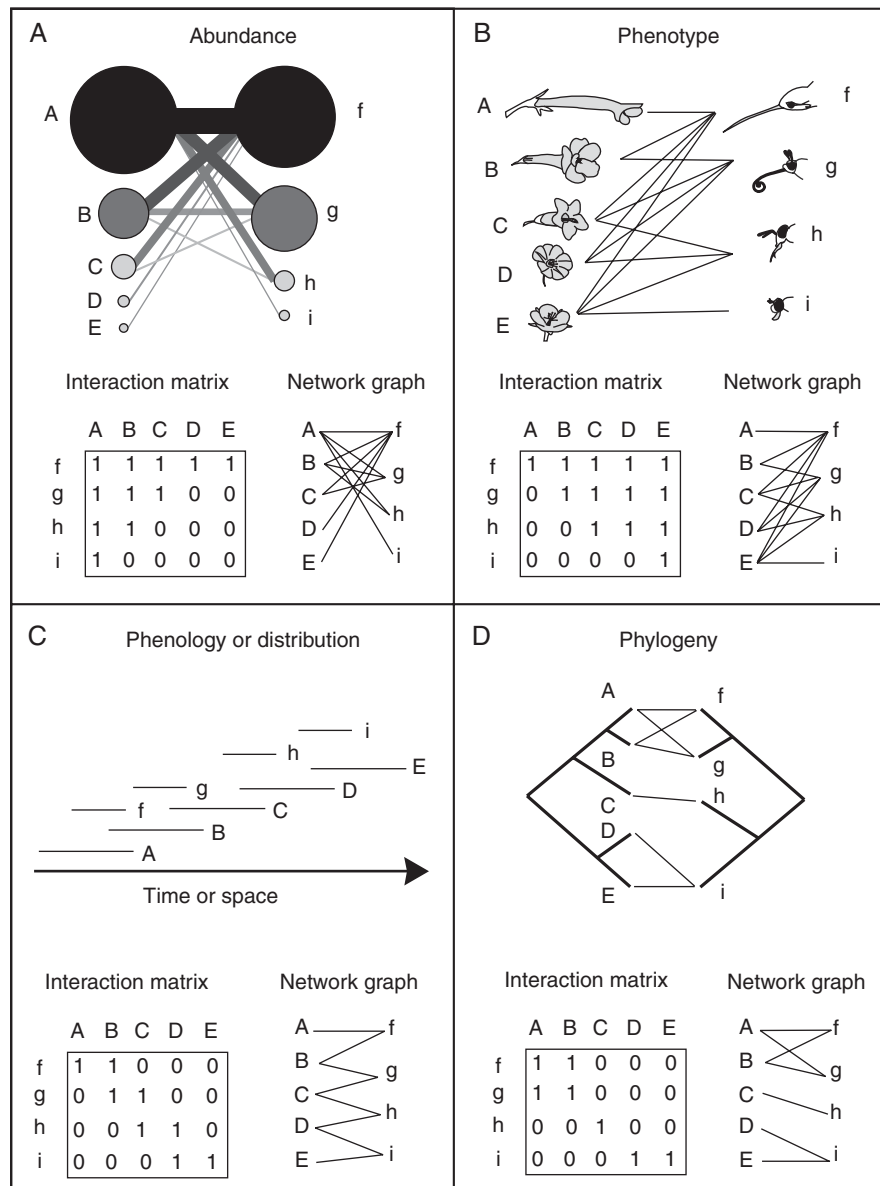 A Abundance
A
f
B
g
C
h
D
i
E
Interaction matrix Network graph
A B C D E
f 1 1 1 1 1
g 1 1 1 0 0
h 1 1 0 0 0
i 1 0 0 0 0
A f
B g
C h
D i
E
B Phenotype
A
f
B
g
C
h
D
i
E
Interaction matrix Network graph
A B C D E
f 1 1 1 1 1
g 0 1 1 1 1
h 0 0 1 1 1
i 0 0 0 0 1
A f
B g
C h
D
E i
C Phenology or distribution
i
h
E
g
D
f
C
B
A
Time or space
Interaction matrix Network graph
A B C D E
f 1 1 0 0 0
g 0 1 1 0 0
h 0 0 1 1 0
i 0 0 0 1 1
A f
B g
C h
D
E i
D Phylogeny
A f
B g
C h
D
E i
Interaction matrix Network graph
A B C D E
f 1 1 0 0 0
g 1 1 0 0 0
h 0 0 1 0 0
i 0 0 0 1 1
A f
B g
C h
D
E i